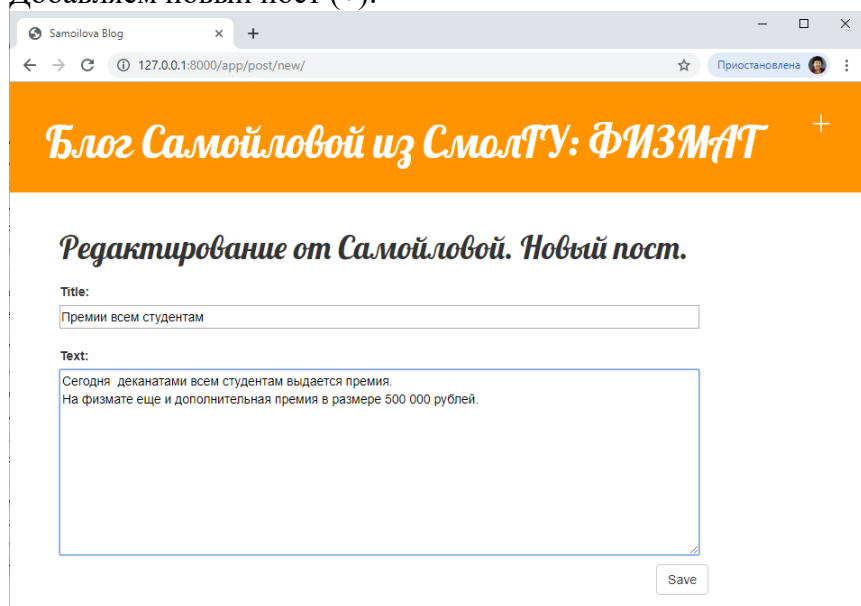 Добавляем новый пост (+).
Samoilova Blog
127.0.0.1:8000/app/post/new/
Приостановлена
Блог Самойловой из СмолГУ: ФИЗМАТ
Редактирование от Самойловой. Новый пост.
Title:
Премии всем студентам
Text:
Сегодня  деканатами всем студентам выдается премия.
На физмате еще и дополнительная премия в размере 500 000 рублей.
Save